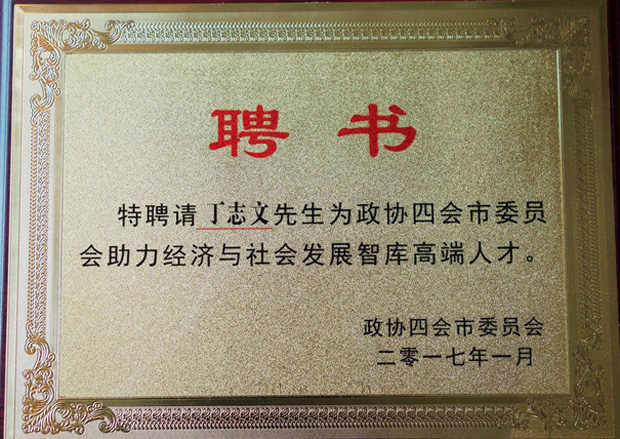 聘书
特聘请丁志文先生为政协四会市委员
会助力经济与社会发展智库高端人才。
政协四会市委员会
二零一七年一月